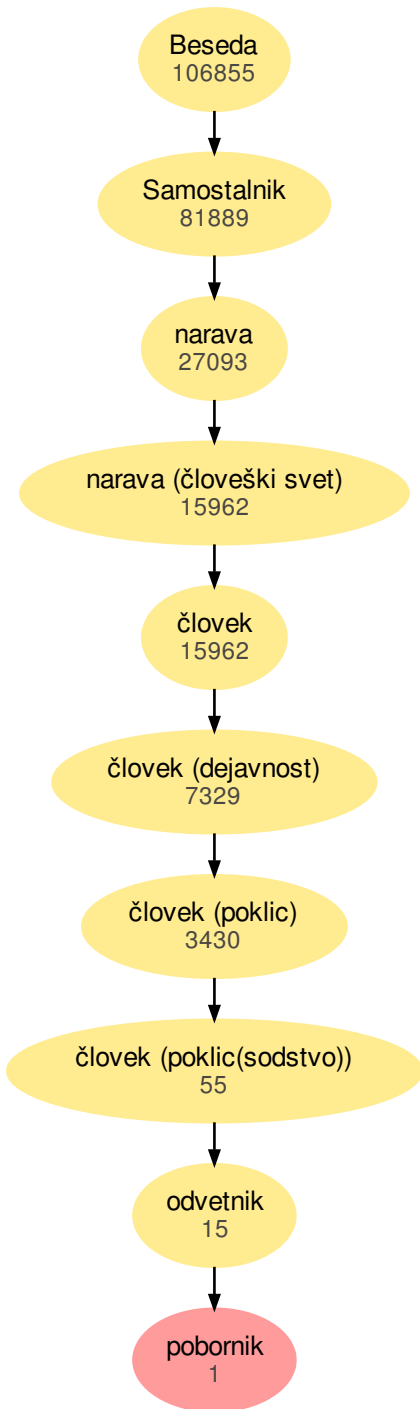 Beseda
106855
Samostalnik
81889
narava
27093
narava (človeški svet)
15962
človek
15962
človek (dejavnost)
7329
človek (poklic)
3430
človek (poklic(sodstvo))
55
odvetnik
15
pobornik
1